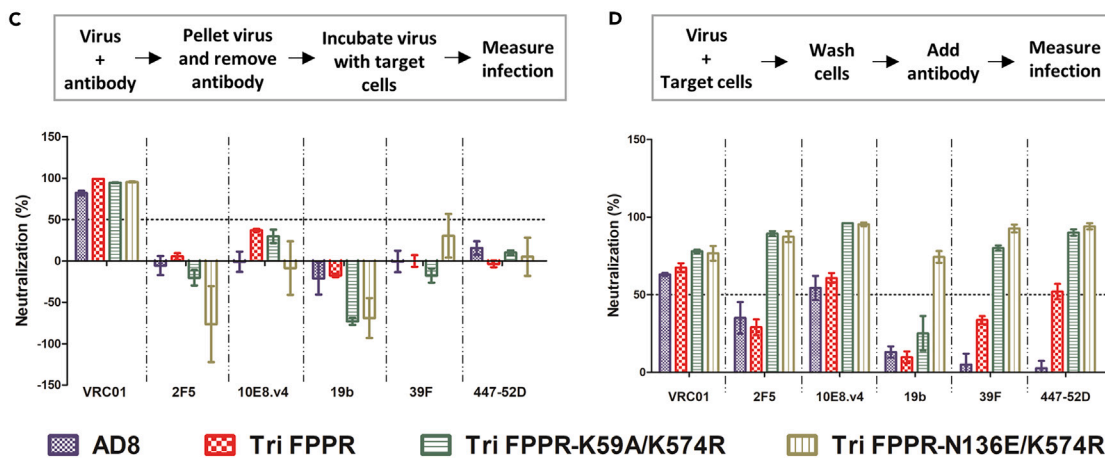 C
Virus
+
antibody
Pellet virus
and remove
antibody
Incubate virus
with target
cells
Measure
infection
Neutralization (%)
150
100
50
0
-50
-100
-150
VRC01
2F5
10E8.v4
19b
39F
447-52D
D
Virus
+
Target cells
Wash
cells
Add
antibody
Measure
infection
Neutralization (%)
150
100
50
0
VRC01
2F5
10E8.v4
19b
39F
447-52D
AD8
Tri FPPR
Tri FPPR-K59A/K574R
Tri FPPR-N136E/K574R